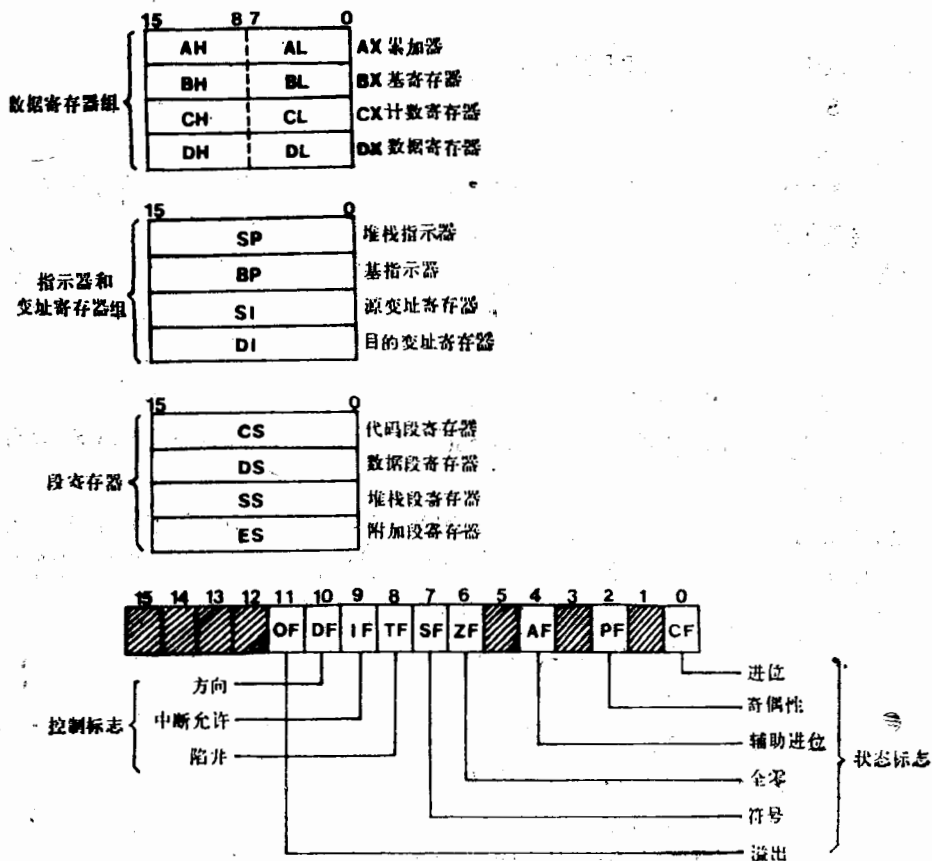 15 8 7 0
AH AL AX 累加器
BH BL BX 基寄存器
数据寄存器组
CH CL CX 计数寄存器
DH DL DX 数据寄存器
15 0
SP 堆栈指示器
BP 基指示器
指示器和
变址寄存器组
SI 源变址寄存器
DI 目的变址寄存器
15 0
CS 代码段寄存器
DS 数据段寄存器
段寄存器
SS 堆栈段寄存器
ES 附加段寄存器
15 14 13 12 11 10 9 8 7 6 5 4 3 2 1 0
OF DF IF TF SF ZF AF PF CF
方向 进位
控制标志 中断允许 奇偶性
陷井 辅助进位 状态标志
全零
符号
溢出